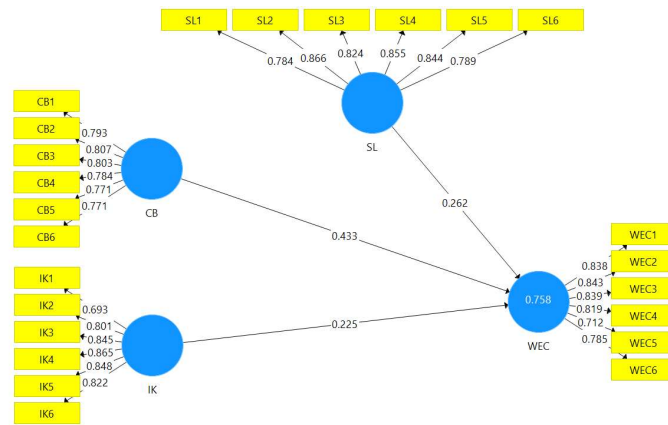 SL1 SL2 SL3 SL4 SL5 SL6
0.784 0.866 0.824 0.855 0.844 0.789
SL
CB1
CB2
CB3
CB4
CB5
CB6
0.793
0.807
0.803
0.784
0.771
0.771
CB
0.262
0.433
0.225
IK1
IK2
IK3
IK4
IK5
IK6
0.693
0.801
0.845
0.865
0.848
0.822
IK
0.758
WEC
0.838
0.843
0.839
0.819
0.712
0.785
WEC1
WEC2
WEC3
WEC4
WEC5
WEC6